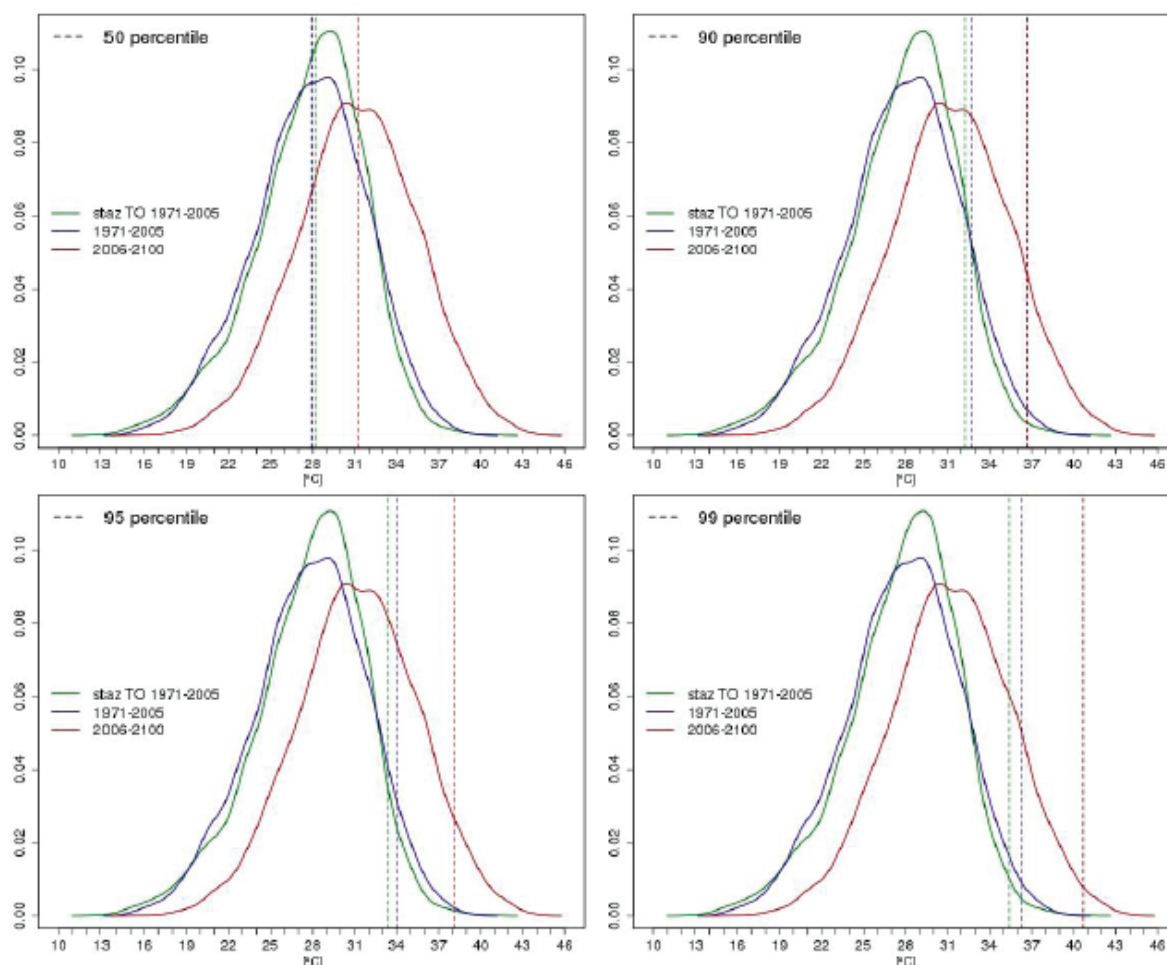 50 percentile
0.00 0.02 0.04 0.06 0.08 0.10
staz TO 1971-2005
1971-2005
2006-2100
10 13 16 19 22 25 28 31 34 37 40 43 46
[°C]
90 percentile
0.00 0.02 0.04 0.06 0.08 0.10
staz TO 1971-2005
1971-2005
2006-2100
10 13 16 19 22 25 28 31 34 37 40 43 46
[°C]
95 percentile
0.00 0.02 0.04 0.06 0.08 0.10
staz TO 1971-2005
1971-2005
2006-2100
10 13 16 19 22 25 28 31 34 37 40 43 46
[°C]
99 percentile
0.00 0.02 0.04 0.06 0.08 0.10
staz TO 1971-2005
1971-2005
2006-2100
10 13 16 19 22 25 28 31 34 37 40 43 46
[°C]